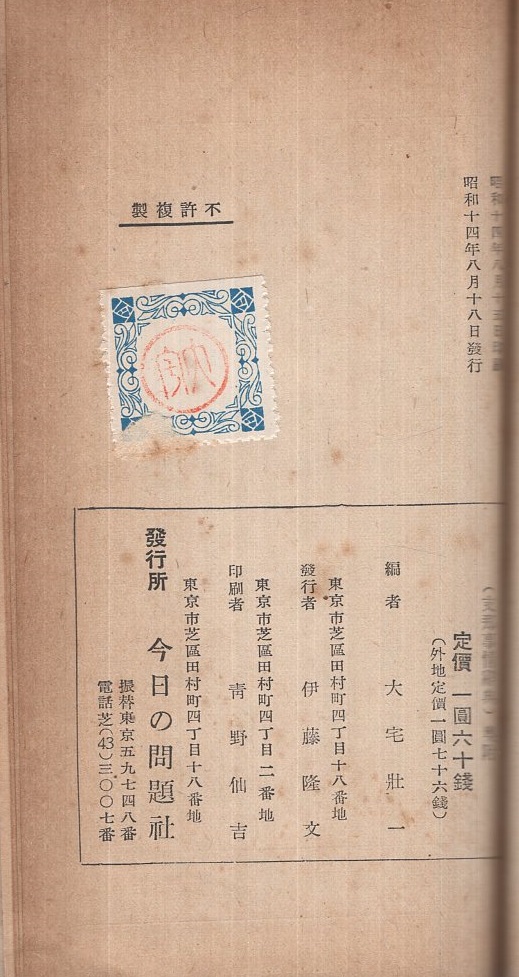 昭和十四年八月十八日發行
不許複製
定價 一圓六十錢
(外地定價一圓七十六錢)
編者 大宅壯一
東京市芝區田村町四丁目十八番地
發行者 伊藤隆文
東京市芝區田村町四丁目二番地
印刷者 靑野仙吉
東京市芝區田村町四丁目十八番地
發行所 今日の問題社
振替東京五九七四八番
電話芝(43)三〇〇七番